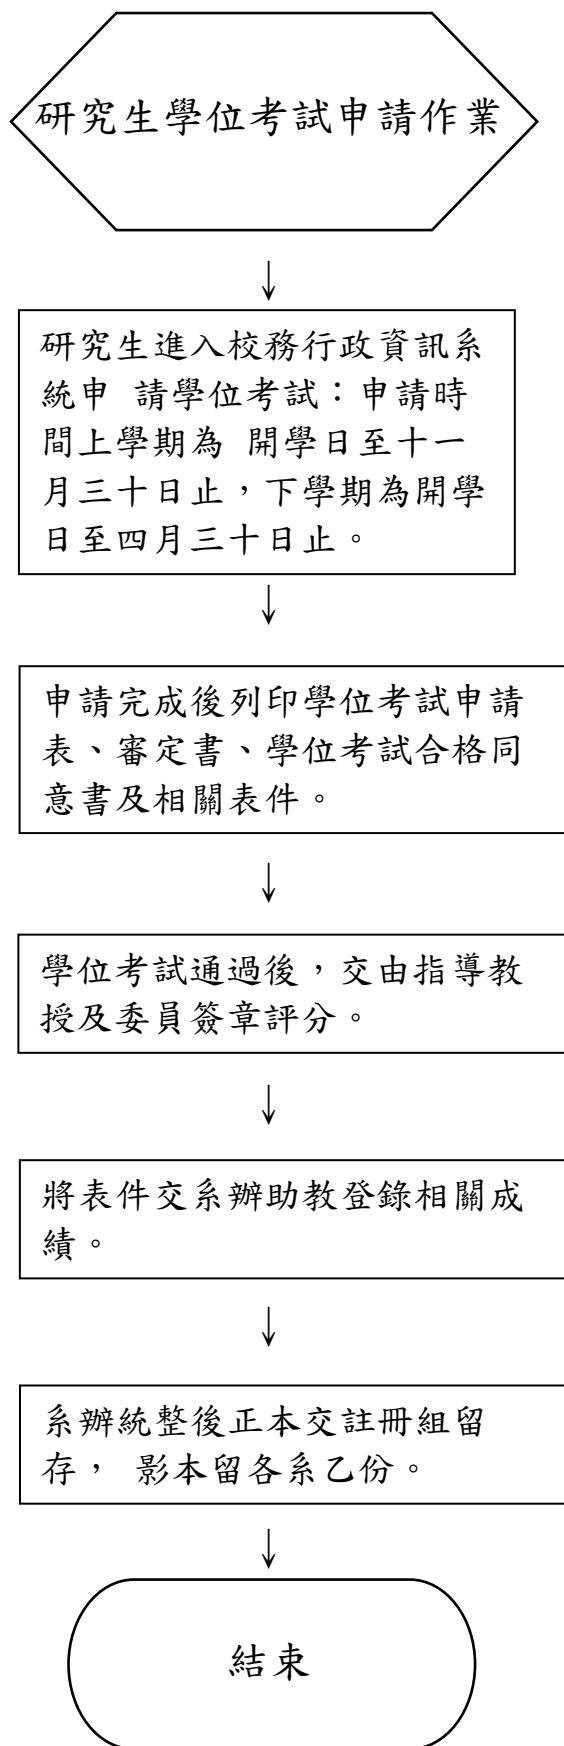 研究生學位考試申請作業
↓
研究生進入校務行政資訊系
統申 請學位考試：申請時
間上學期為 開學日至十一
月三十日止，下學期為開學
日至四月三十日止。
↓
申請完成後列印學位考試申請
表、審定書、學位考試合格同
意書及相關表件。
↓
學位考試通過後，交由指導教
授及委員簽章評分。
↓
將表件交系辦助教登錄相關成
績。
↓
系辦統整後正本交註冊組留
存， 影本留各系乙份。
↓
結束